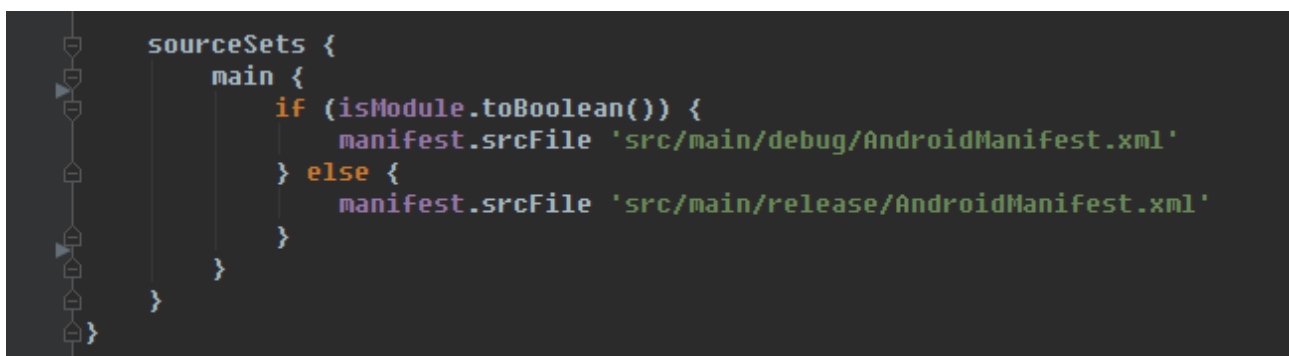 sourceSets {
main {
if (isModule.toBoolean()) {
manifest.srcFile 'src/main/debug/AndroidManifest.xml'
} else {
manifest.srcFile 'src/main/release/AndroidManifest.xml'
}
}
}
}